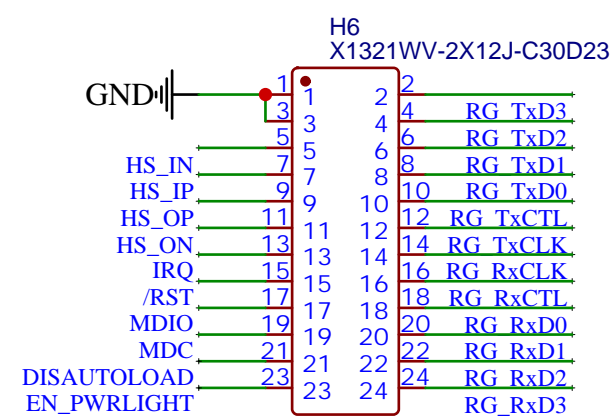 H6
X1321WV-2X12J-C30D23
GND 1 1 2 2
3 3 4 4 RG_TxD3
5 5 6 6 RG_TxD2
HS_IN 7 7 8 8 RG_TxD1
HS_IP 9 9 10 10 RG_TxD0
HS_OP 11 11 12 12 RG_TxCTL
HS_ON 13 13 14 14 RG_TxCLK
IRQ 15 15 16 16 RG_RxCLK
/RST 17 17 18 18 RG_RxCTL
MDIO 19 19 20 20 RG_RxD0
MDC 21 21 22 22 RG_RxD1
DISAUTOLOAD 23 23 24 24 RG_RxD2
EN_PWRLIGHT RG_RxD3